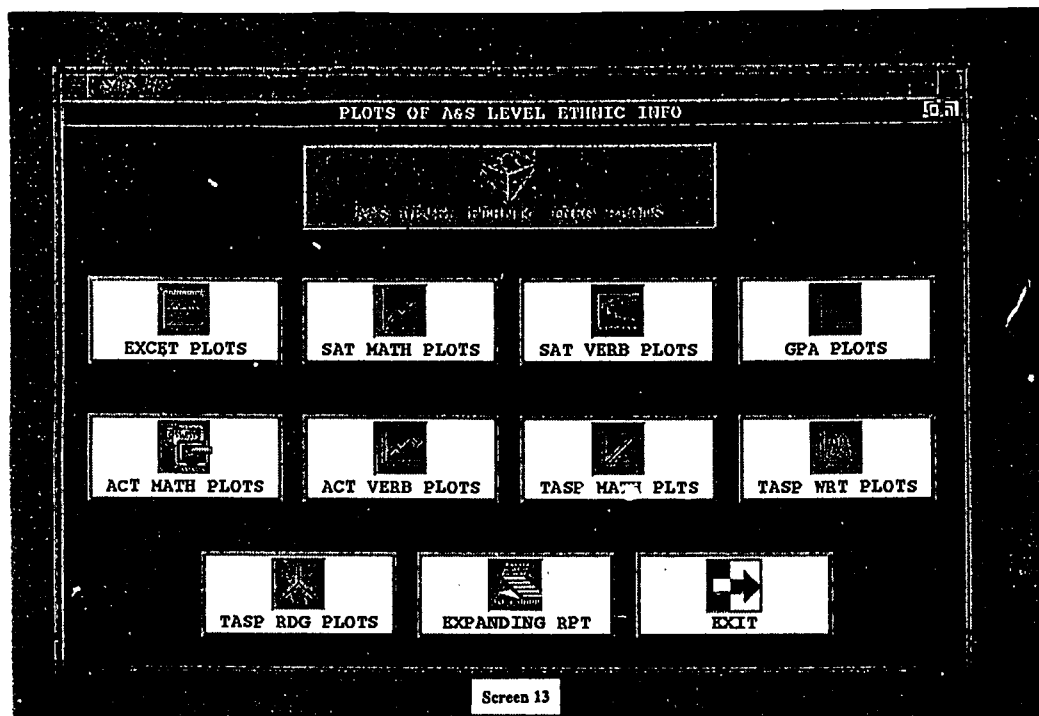 PLOTS OF A&S LEVEL ETHNIC INFO
EXCET PLOTS
SAT MATH PLOTS
SAT VERB PLOTS
GPA PLOTS
ACT MATH PLOTS
ACT VERB PLOTS
TASP MATH PLTS
TASP WRT PLOTS
TASP RDG PLOTS
EXPANDING RPT
EXIT
Screen 13